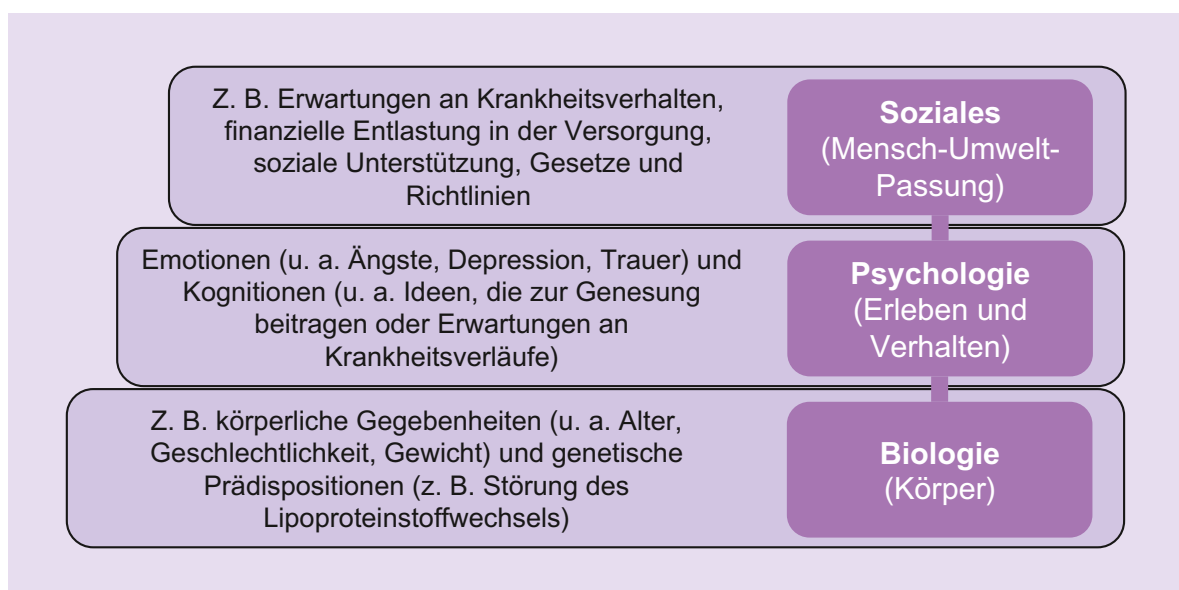 Z. B. Erwartungen an Krankheitsverhalten,
finanzielle Entlastung in der Versorgung,
soziale Unterstützung, Gesetze und
Richtlinien
Soziales
(Mensch-Umwelt-
Passung)
Emotionen (u. a. Ängste, Depression, Trauer) und
Kognitionen (u. a. Ideen, die zur Genesung
beitragen oder Erwartungen an
Krankheitsverläufe)
Psychologie
(Erleben und
Verhalten)
Z. B. körperliche Gegebenheiten (u. a. Alter,
Geschlechtlichkeit, Gewicht) und genetische
Prädispositionen (z. B. Störung des
Lipoproteinstoffwechsels)
Biologie
(Körper)